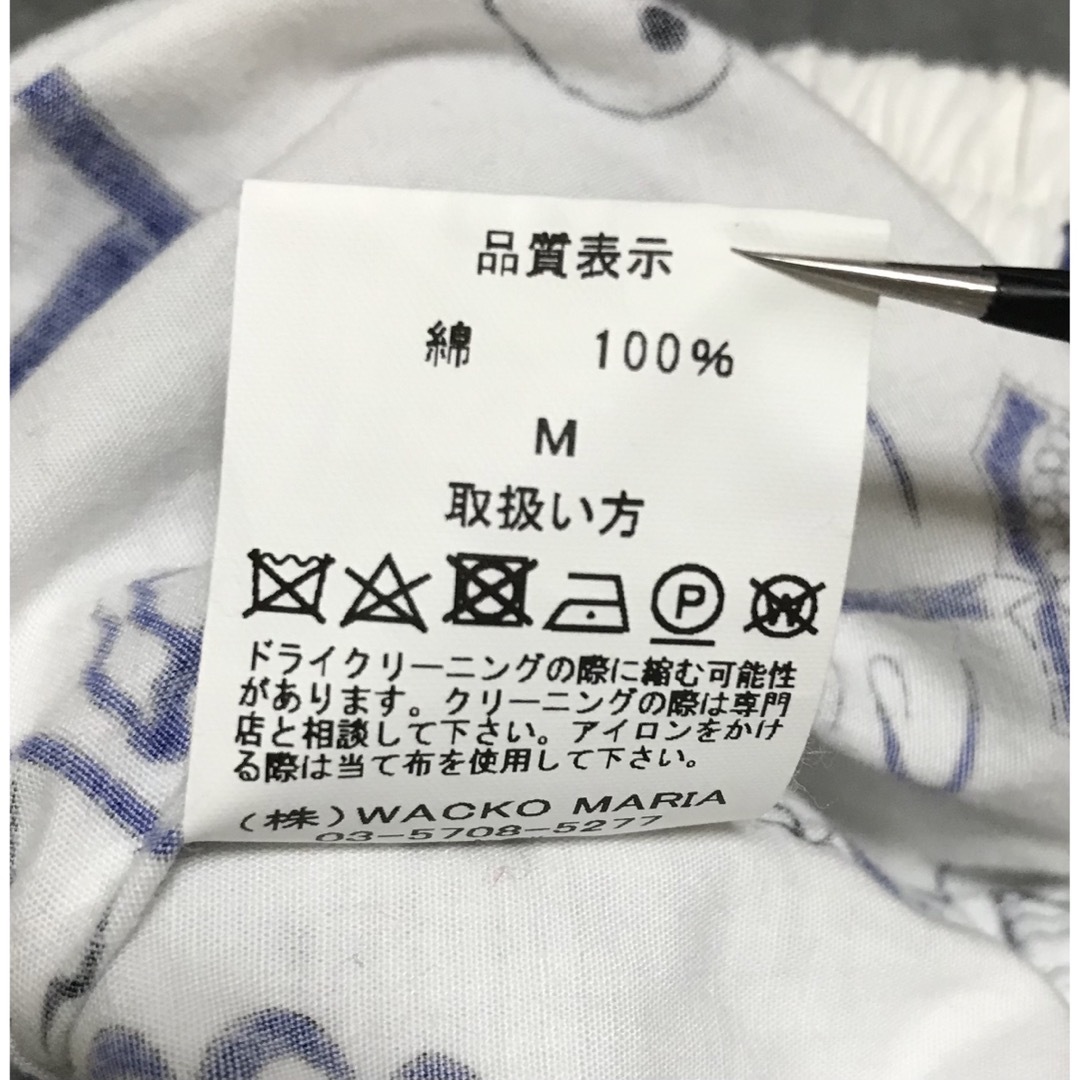 品質表示
綿 100%
M
取扱い方
P W
ドライクリーニングの際に縮む可能性
があります。クリーニングの際は専門
店と相談して下さい。アイロンをかけ
る際は当て布を使用して下さい。
(株)WACKO MARIA
03-5708-5277